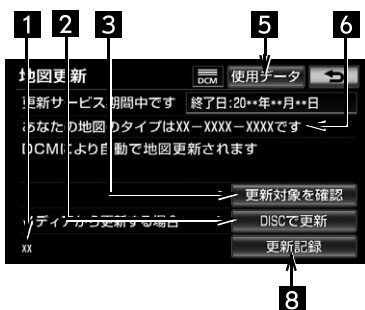 1 2 3 5 6
地図更新 DCM 使用データ
更新サービス期間中です 終了日:20**年**月**日
あなたの地図のタイプはXX-XXXX-XXXXです
DCMにより自動で地図更新されます
更新対象を確認
メディアから更新する場合 DISCで更新
XX 更新記録
8